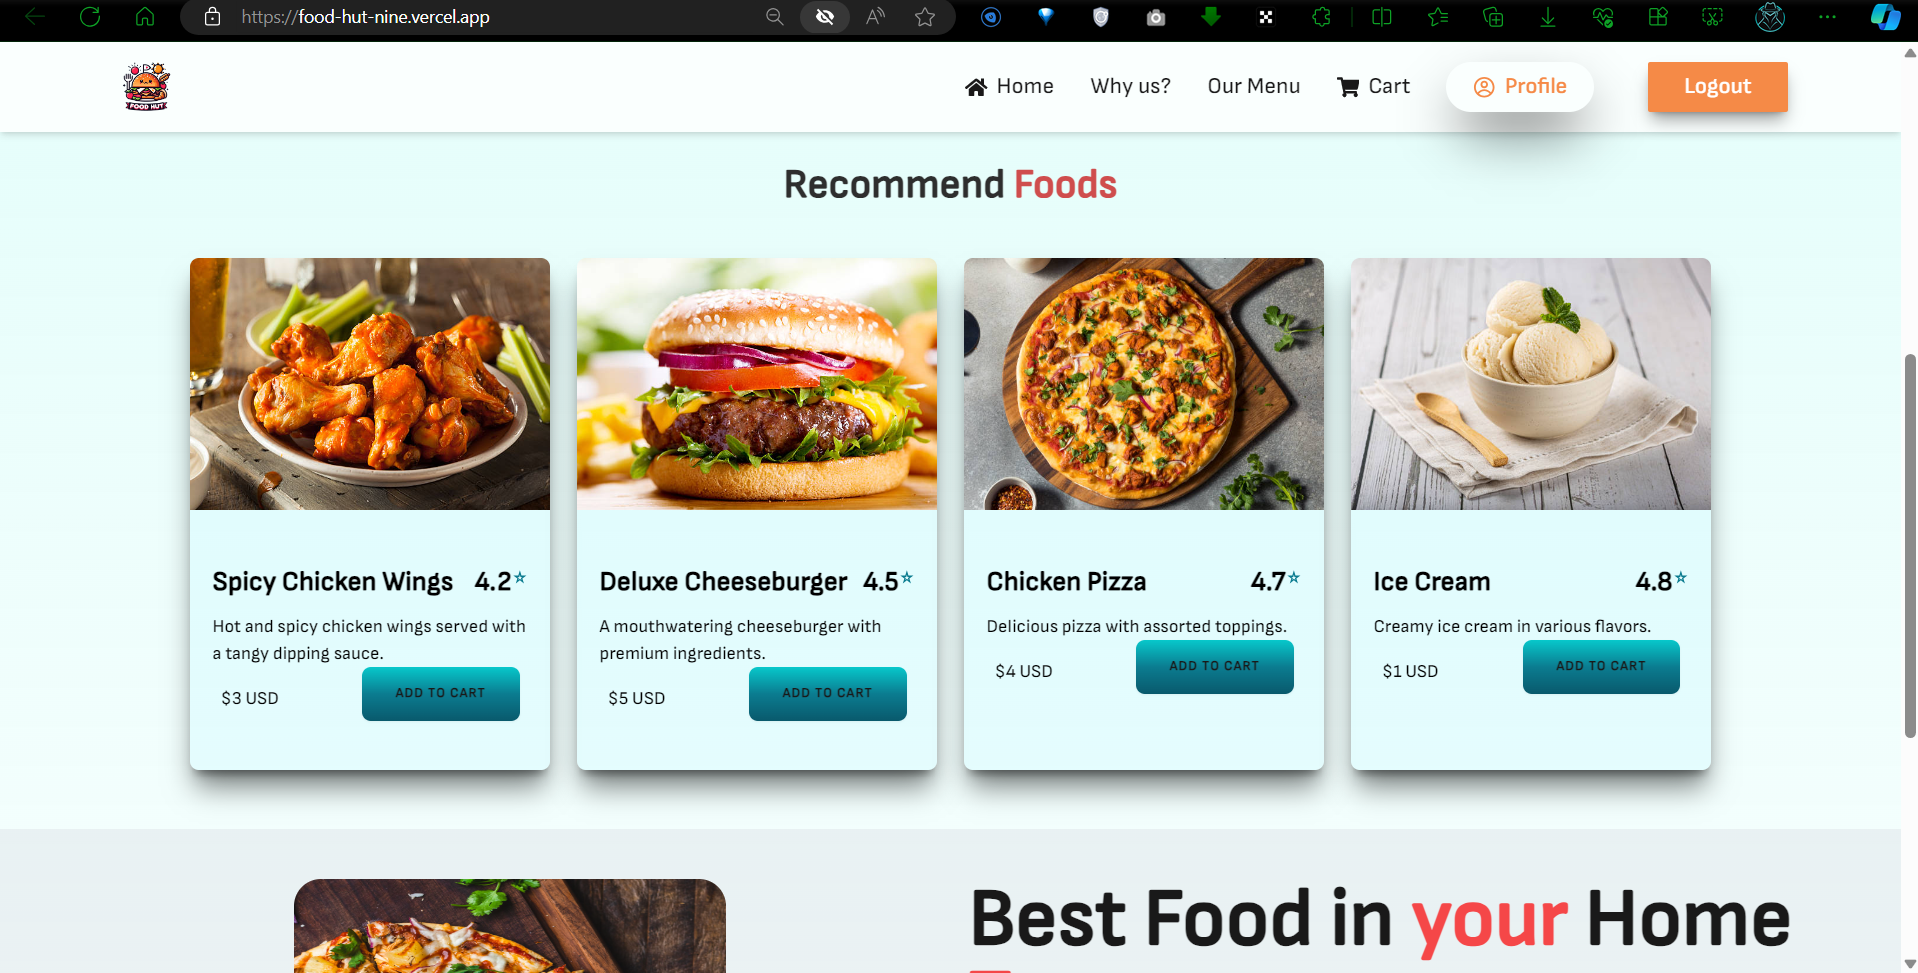 https://food-hut-nine.vercel.app
FOOD HUT
Home
Why us?
Our Menu
Cart
Profile
Logout
Recommend Foods
Spicy Chicken Wings 4.2
Hot and spicy chicken wings served with
a tangy dipping sauce.
$3 USD
ADD TO CART
Deluxe Cheeseburger 4.5
A mouthwatering cheeseburger with
premium ingredients.
$5 USD
ADD TO CART
Chicken Pizza 4.7
Delicious pizza with assorted toppings.
$4 USD
ADD TO CART
Ice Cream 4.8
Creamy ice cream in various flavors.
$1 USD
ADD TO CART
Best Food in your Home